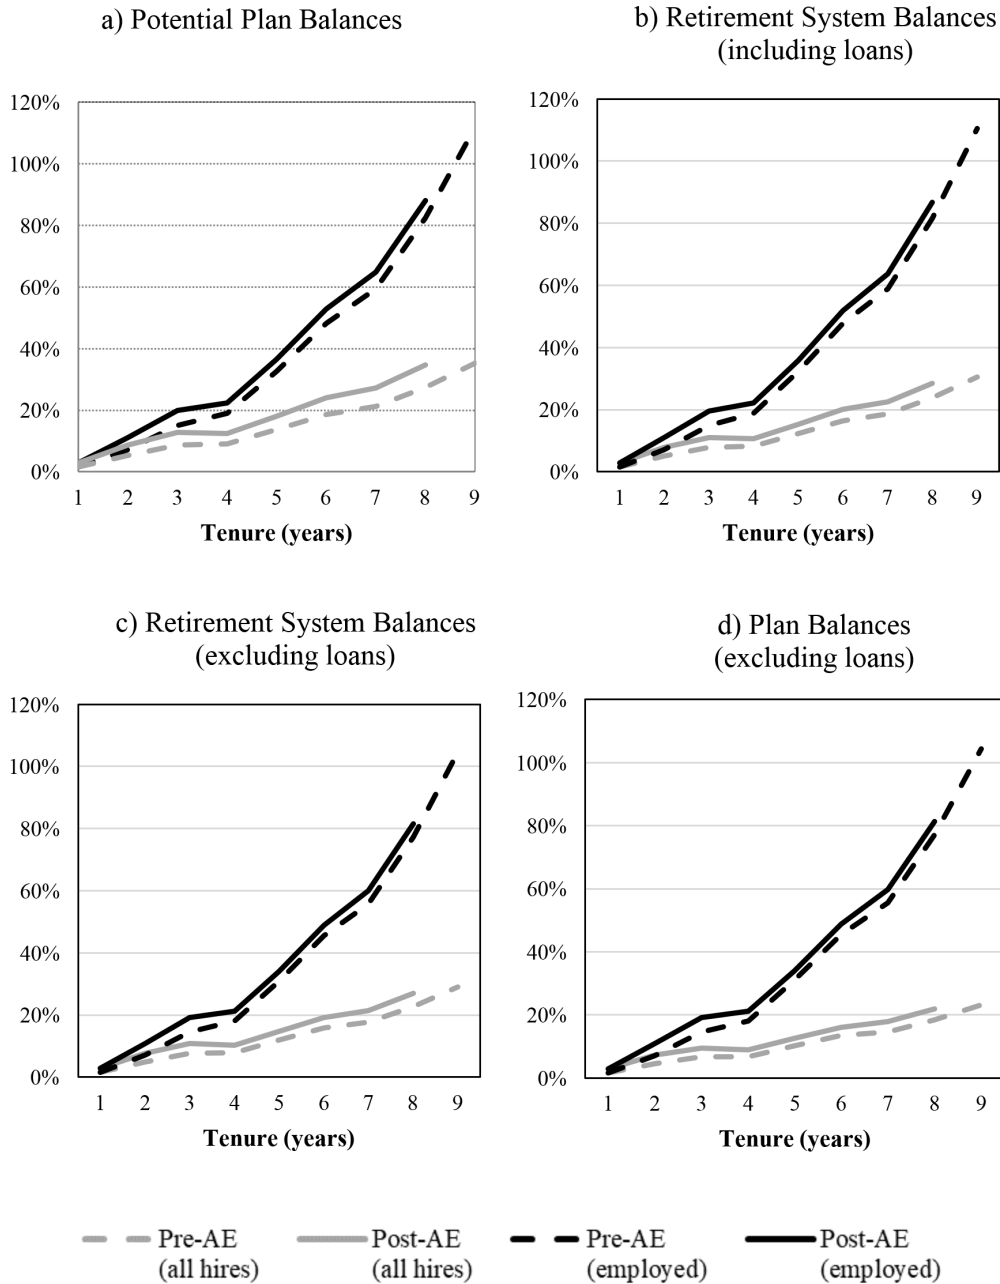 a) Potential Plan Balances
120%
100%
80%
60%
40%
20%
0%
1 2 3 4 5 6 7 8 9
Tenure (years)
b) Retirement System Balances
(including loans)
120%
100%
80%
60%
40%
20%
0%
1 2 3 4 5 6 7 8 9
Tenure (years)
c) Retirement System Balances
(excluding loans)
120%
100%
80%
60%
40%
20%
0%
1 2 3 4 5 6 7 8 9
Tenure (years)
d) Plan Balances
(excluding loans)
120%
100%
80%
60%
40%
20%
0%
1 2 3 4 5 6 7 8 9
Tenure (years)
Pre-AE
(all hires)
Post-AE
(all hires)
Pre-AE
(employed)
Post-AE
(employed)